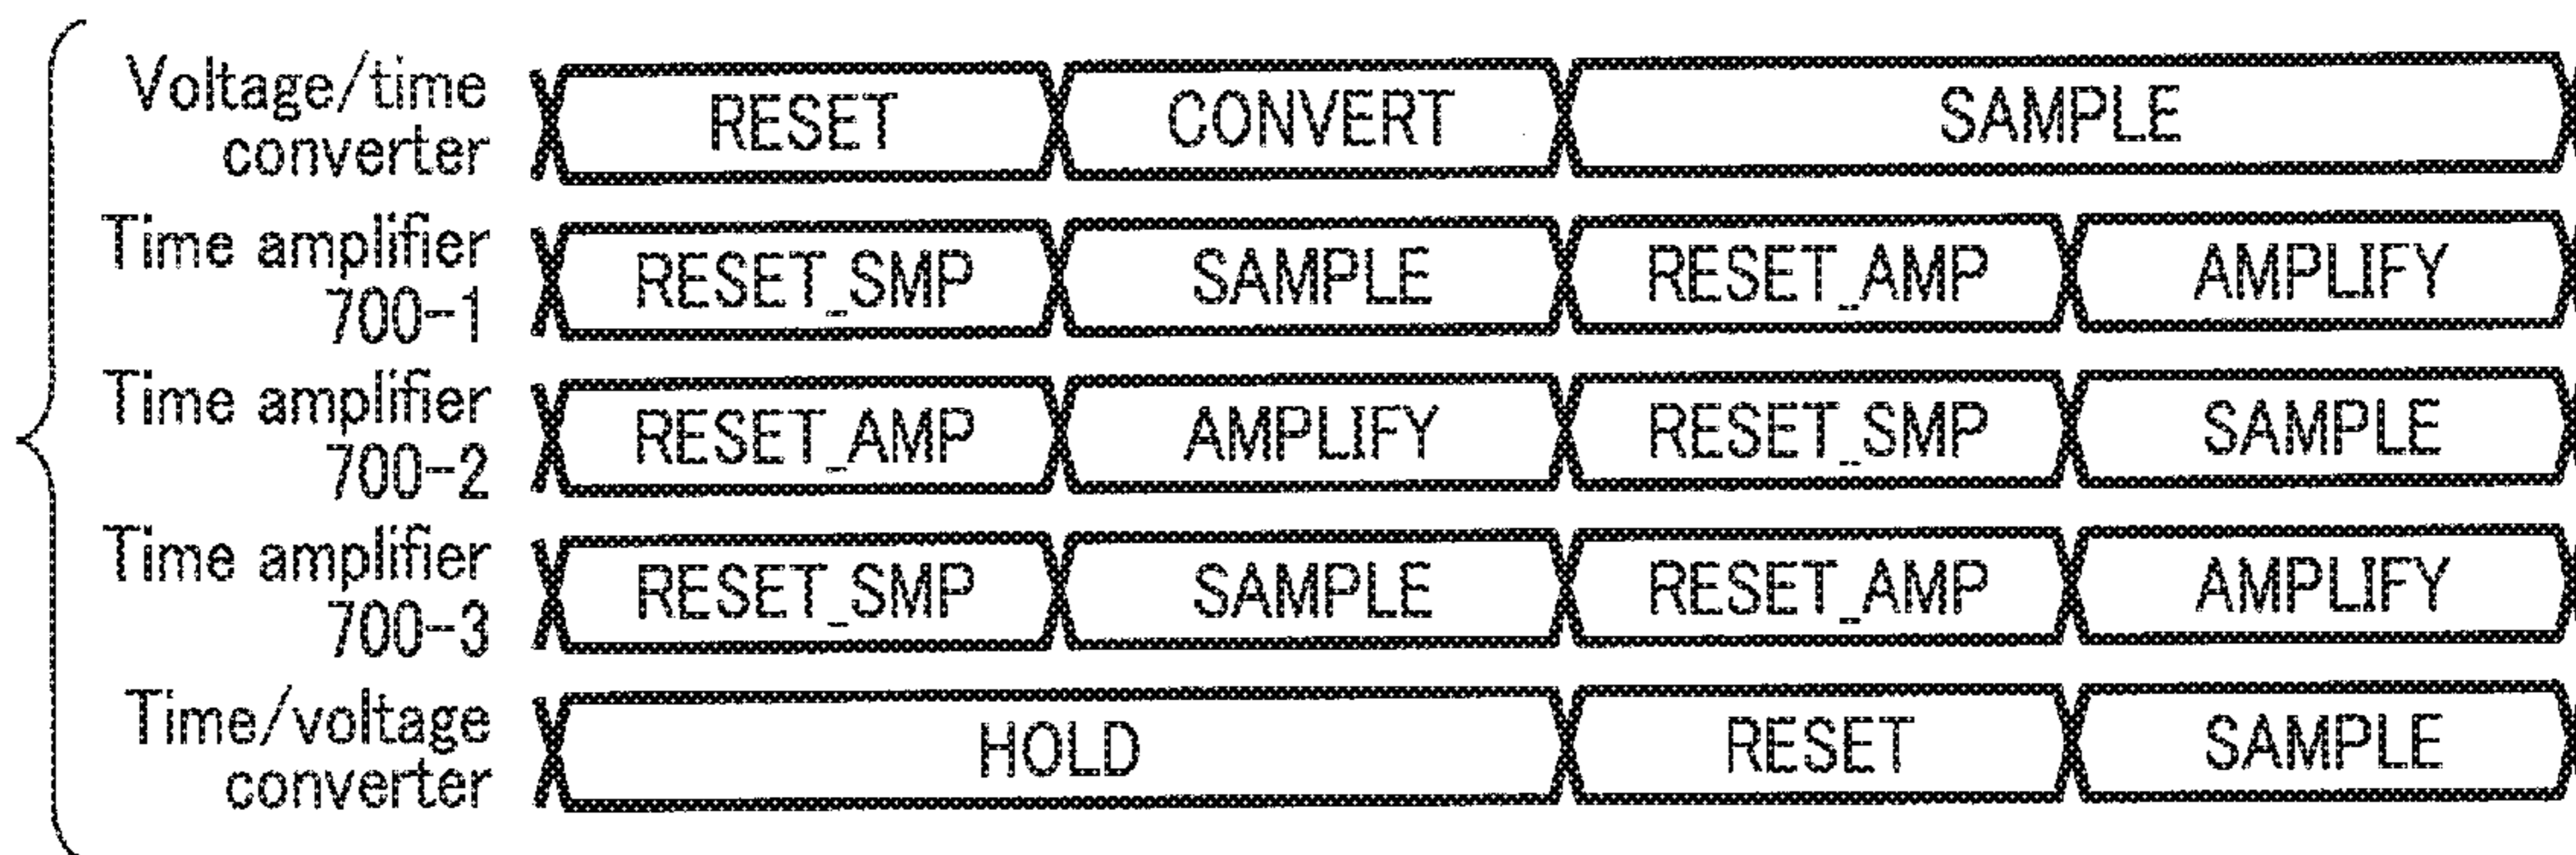 Voltage/time
converter
RESET
CONVERT
SAMPLE
Time amplifier
700-1
RESET_SMP
SAMPLE
RESET_AMP
AMPLIFY
Time amplifier
700-2
RESET_AMP
AMPLIFY
RESET_SMP
SAMPLE
Time amplifier
700-3
RESET_SMP
SAMPLE
RESET_AMP
AMPLIFY
Time/voltage
converter
HOLD
RESET
SAMPLE